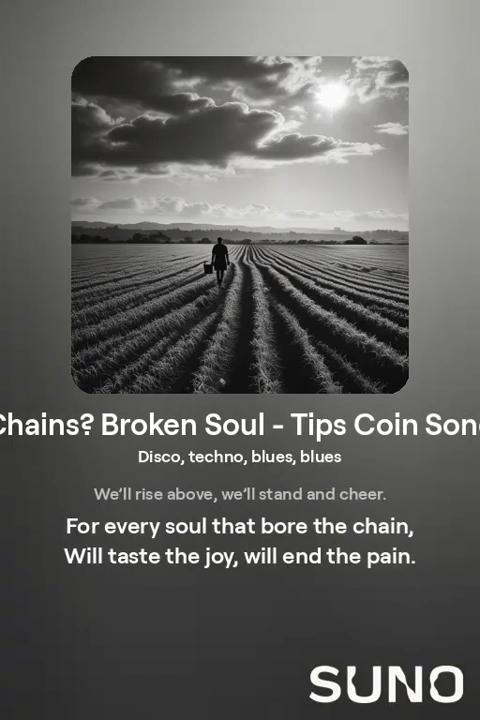 Chains? Broken Soul - Tips Coin Son
Disco, techno, blues, blues
We'll rise above, we'll stand and cheer.
For every soul that bore the chain,
Will taste the joy, will end the pain.
SUNO